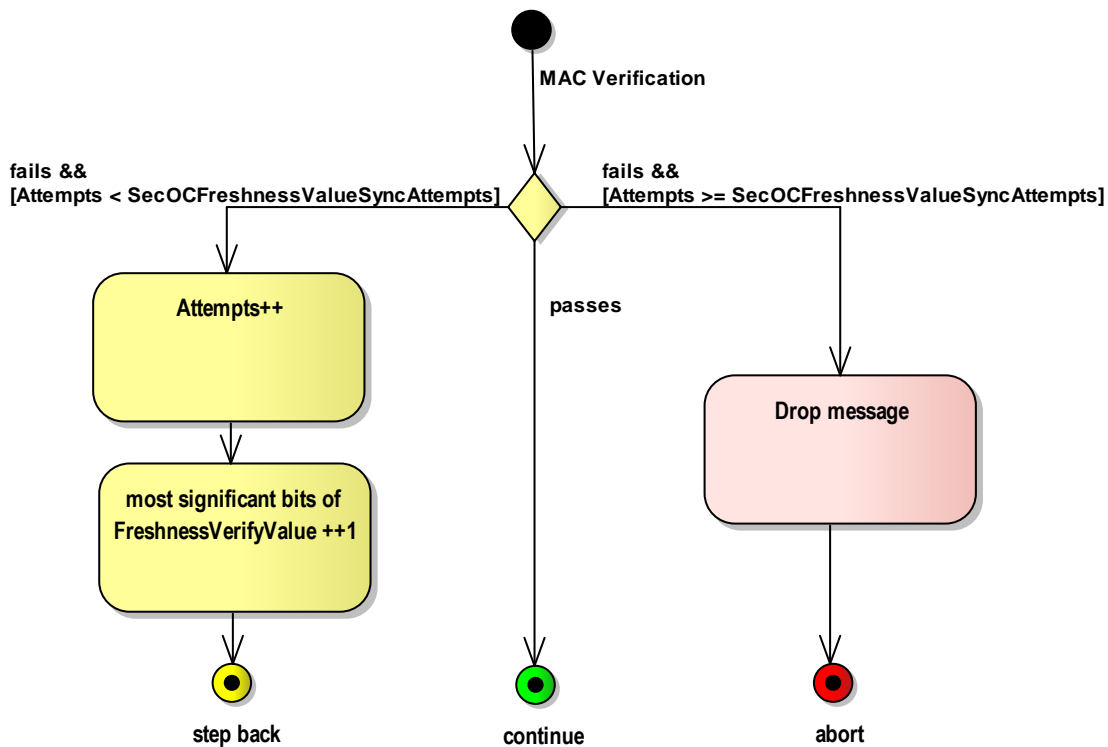 MAC Verification
fails &&
[Attempts < SecOCFreshnessValueSyncAttempts]
fails &&
[Attempts >= SecOCFreshnessValueSyncAttempts]
Attempts++
passes
Drop message
most significant bits of
FreshnessVerifyValue ++1
step back
continue
abort